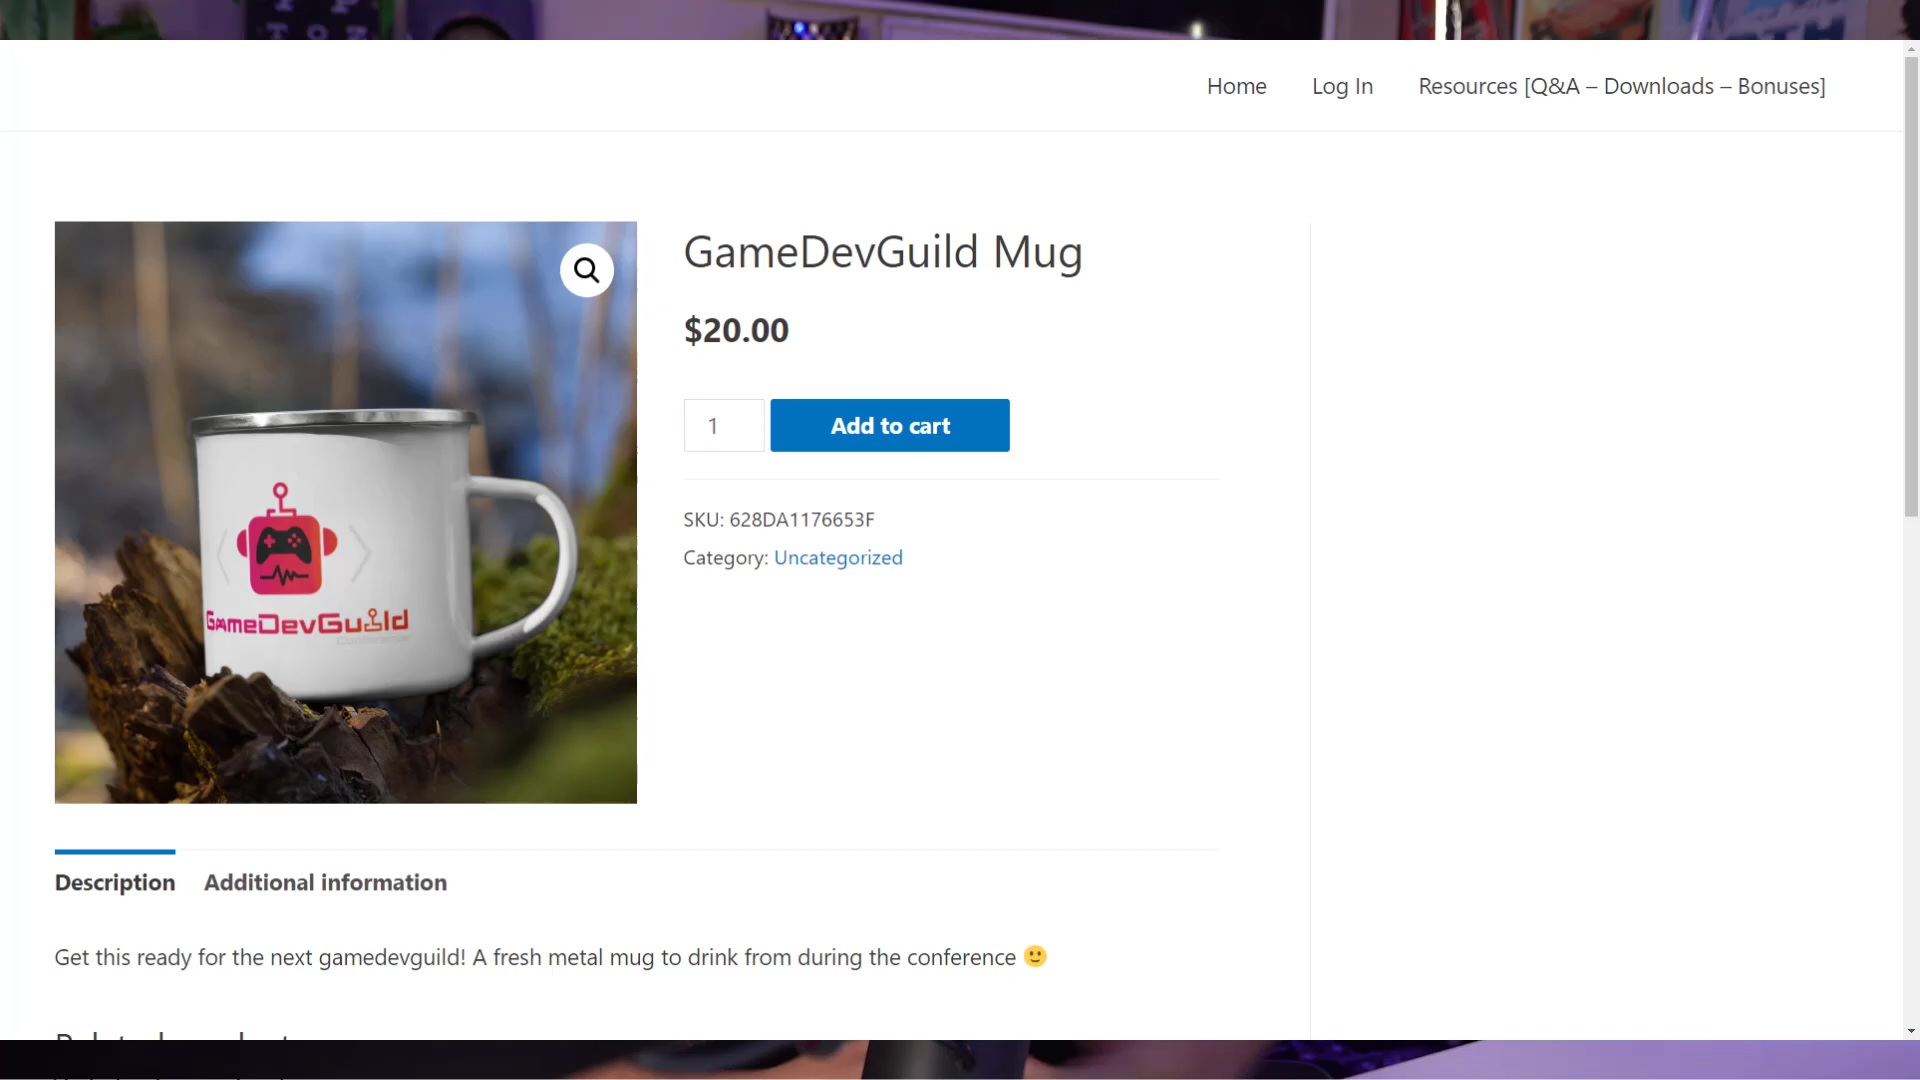 Home Log In Resources [Q&A – Downloads – Bonuses]
GameDevGuild Mug
$20.00
1 Add to cart
SKU: 628DA1176653F
Category: Uncategorized
GameDevGuild
Conference
Description Additional information
Get this ready for the next gamedevguild! A fresh metal mug to drink from during the conference 🙂